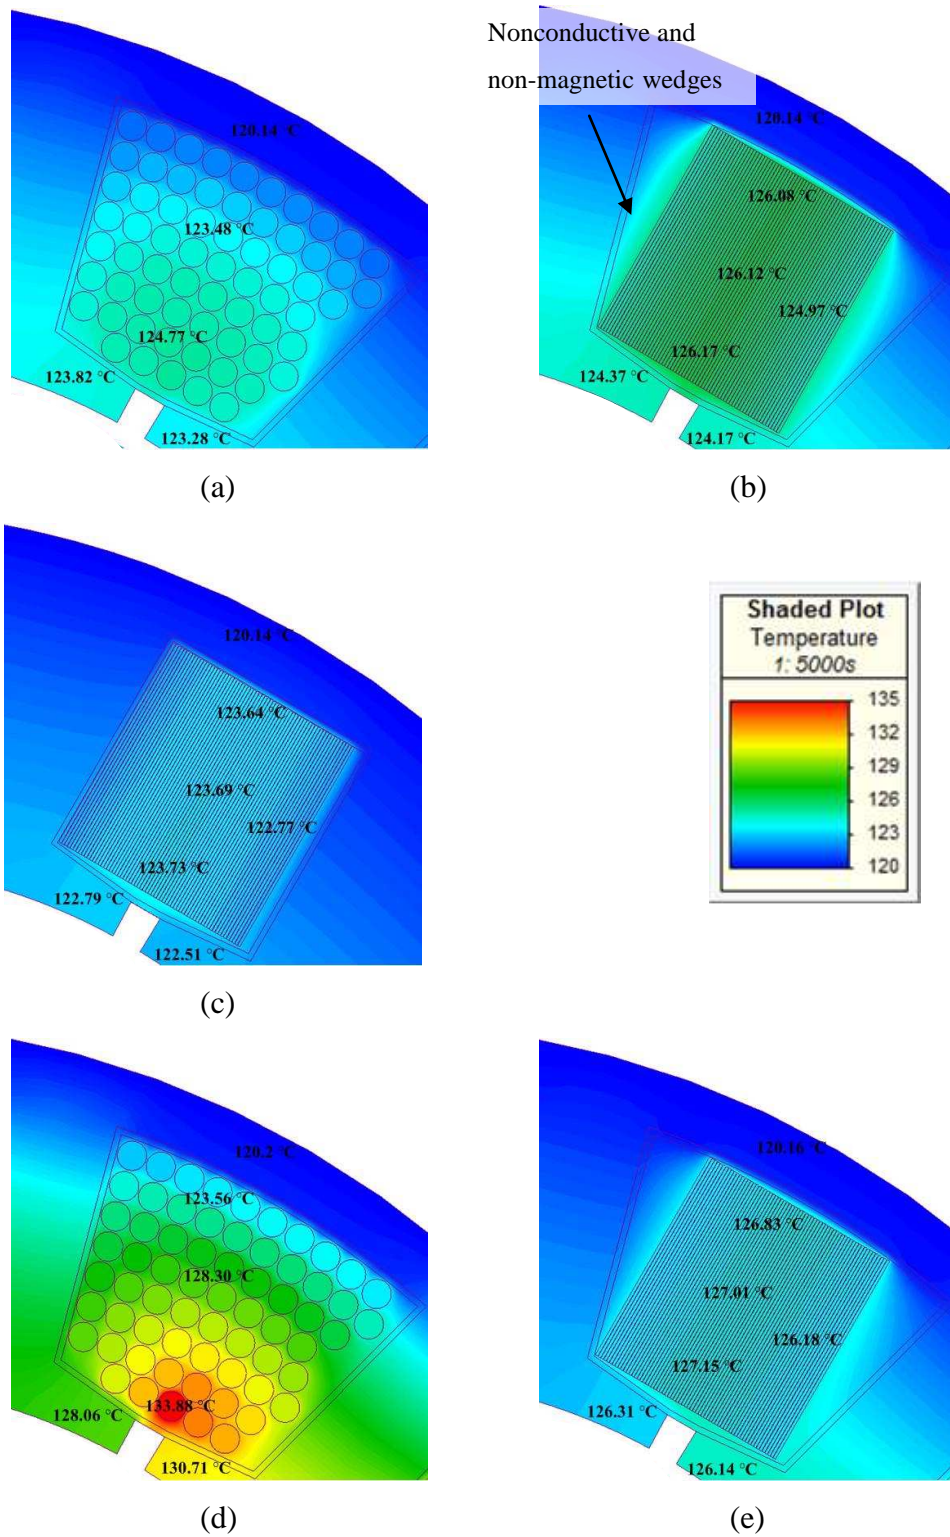 Nonconductive and
non-magnetic wedges
120.14 °C
123.48 °C
124.77 °C
123.82 °C
123.28 °C
(a)
120.14 °C
126.08 °C
126.12 °C
124.97 °C
126.17 °C
124.37 °C
124.17 °C
(b)
120.14 °C
123.64 °C
123.69 °C
122.77 °C
123.73 °C
122.79 °C
122.51 °C
(c)
Shaded Plot
Temperature
1: 5000s
135
132
129
126
123
120
120.2 °C
123.56 °C
128.30 °C
133.88 °C
128.06 °C
130.71 °C
(d)
120.16 °C
126.83 °C
127.01 °C
126.18 °C
127.15 °C
126.31 °C
126.14 °C
(e)